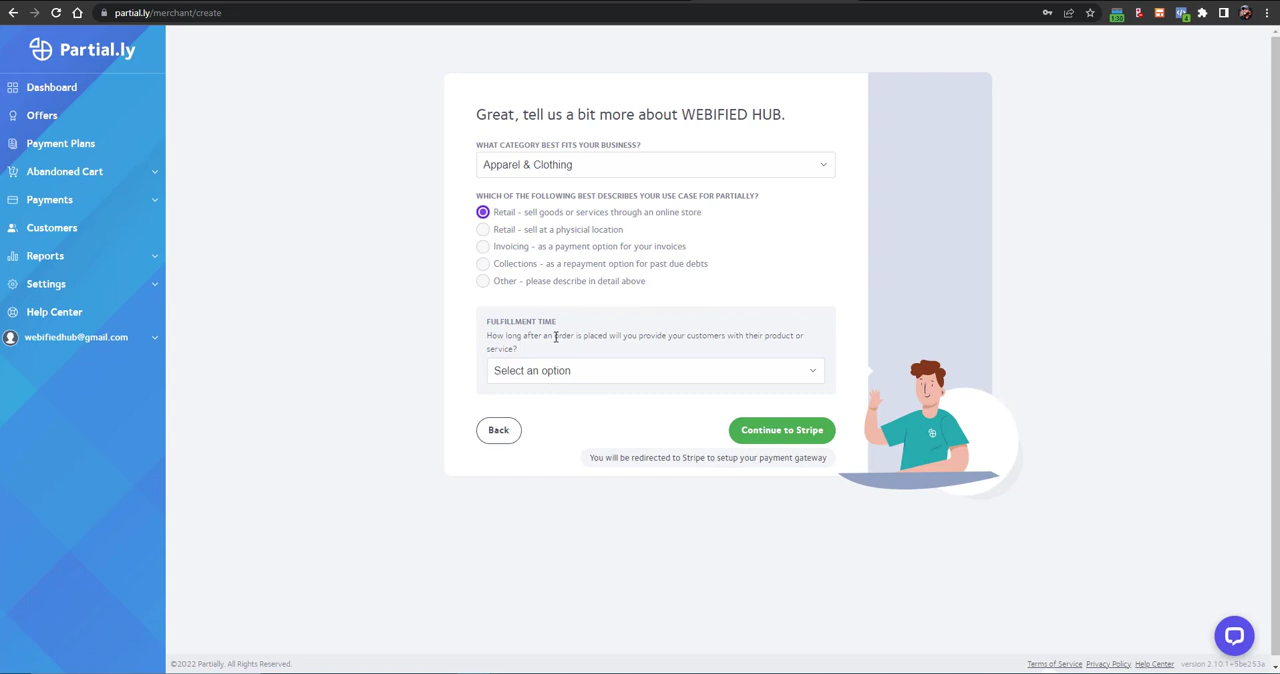 partial.ly/merchant/create
1:30
4
Partial.ly
Dashboard
Offers
Payment Plans
Abandoned Cart
Payments
Customers
Reports
Settings
Help Center
webifiedhub@gmail.com
Great, tell us a bit more about WEBIFIED HUB.
WHAT CATEGORY BEST FITS YOUR BUSINESS?
Apparel & Clothing
WHICH OF THE FOLLOWING BEST DESCRIBES YOUR USE CASE FOR PARTIALLY?
Retail - sell goods or services through an online store
Retail - sell at a physicial location
Invoicing - as a payment option for your invoices
Collections - as a repayment option for past due debts
Other - please describe in detail above
FULFILLMENT TIME
How long after an order is placed will you provide your customers with their product or
service?
Select an option
Back
Continue to Stripe
You will be redirected to Stripe to setup your payment gateway
©2022 Partially. All Rights Reserved.
Terms of Service Privacy Policy Help Center version 2.10.1+5be253a